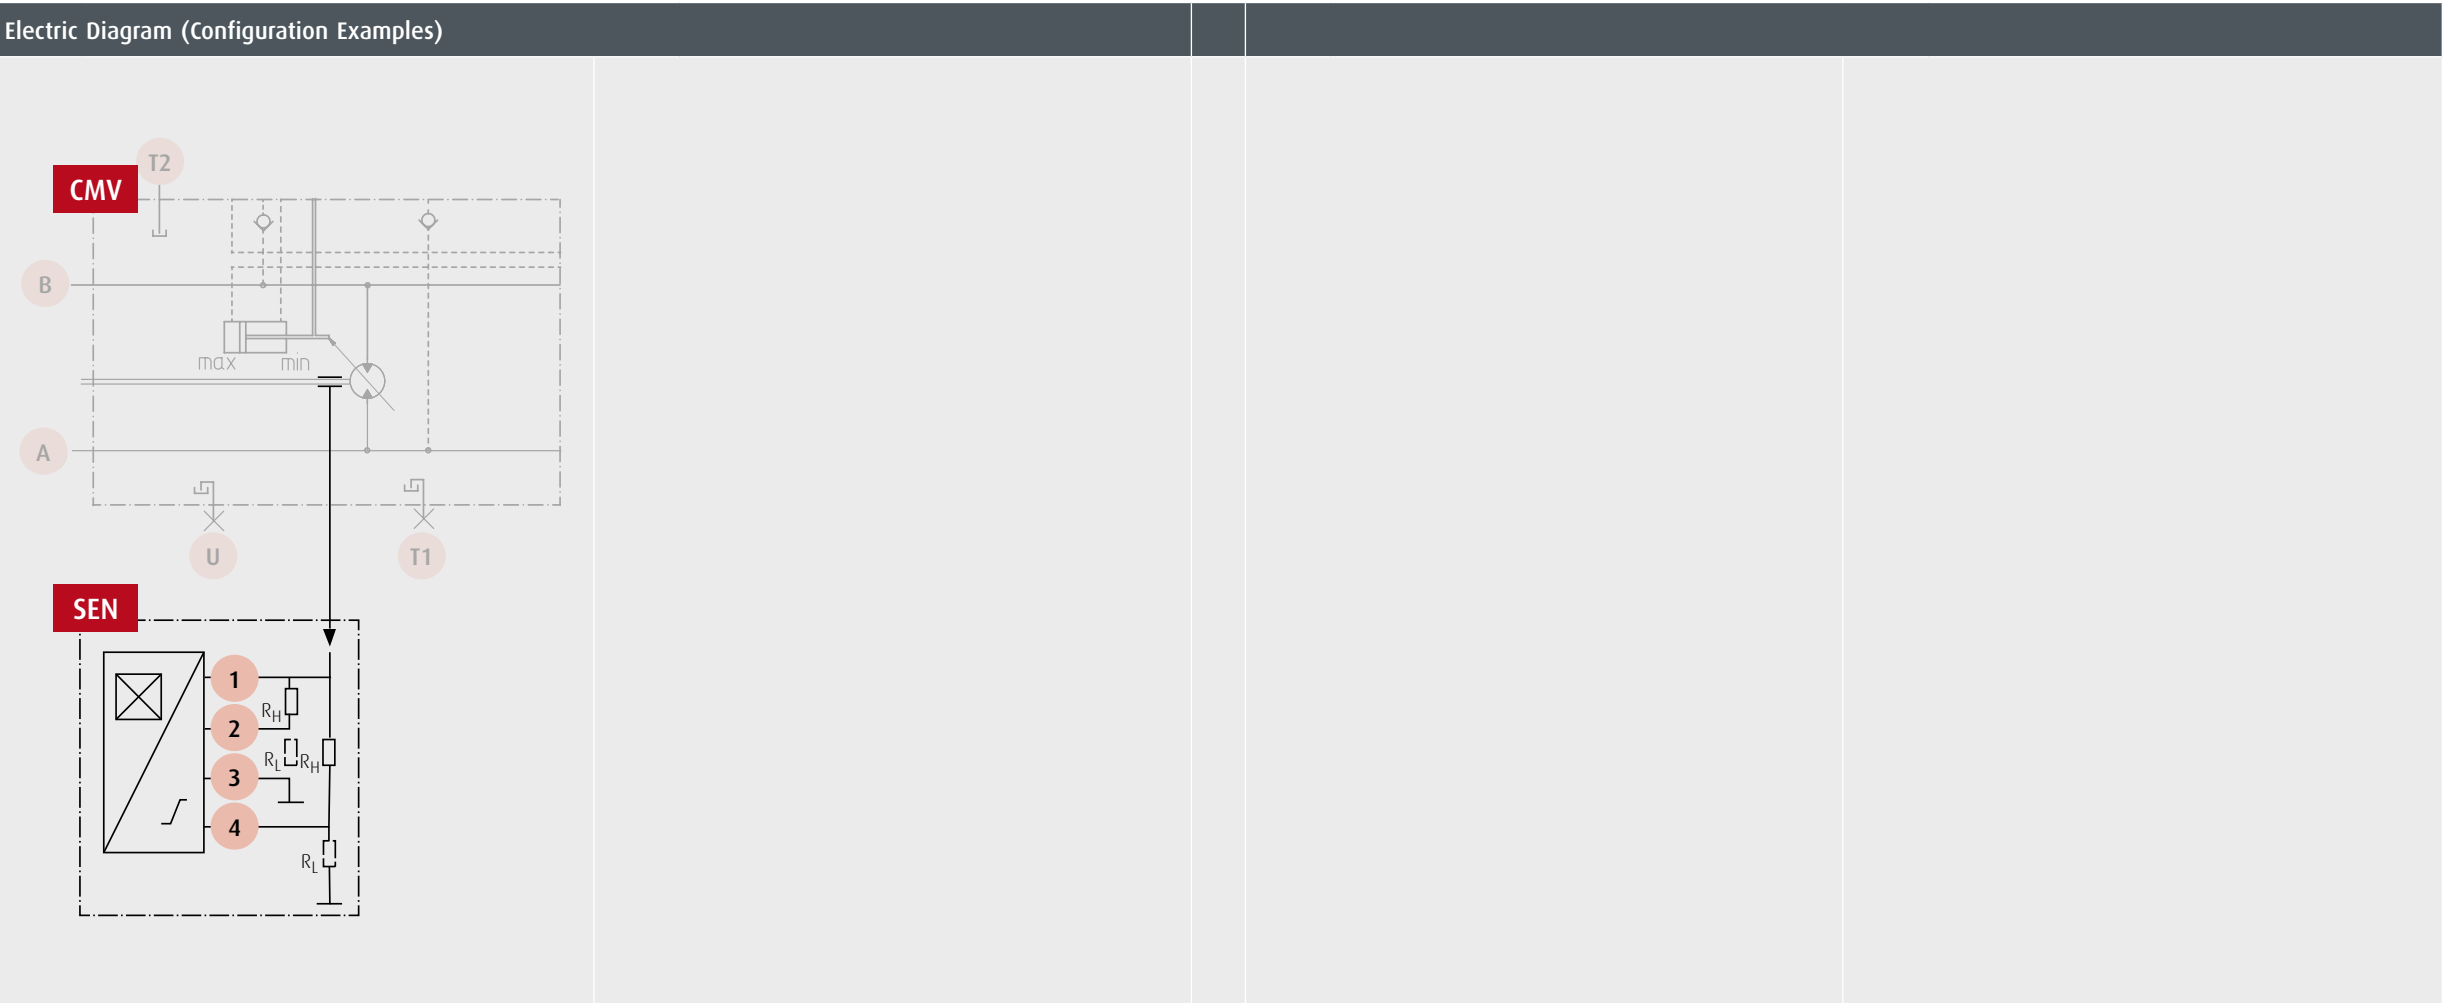 Electric Diagram (Configuration Examples)
T2
CMV
B
max min
A
U T1
SEN
1
RH
2
RL RH
3
4
RL